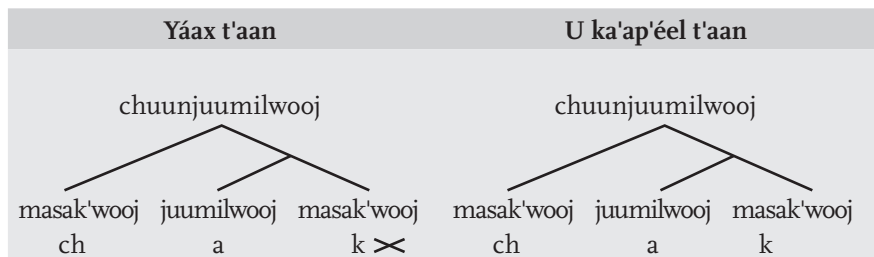 Yáax t'aan U ka'ap'éel t'aan
chuunjuumilwooj chuunjuumilwooj
masak'wooj juumilwooj masak'wooj masak'wooj juumilwooj masak'wooj
ch a k ch a k